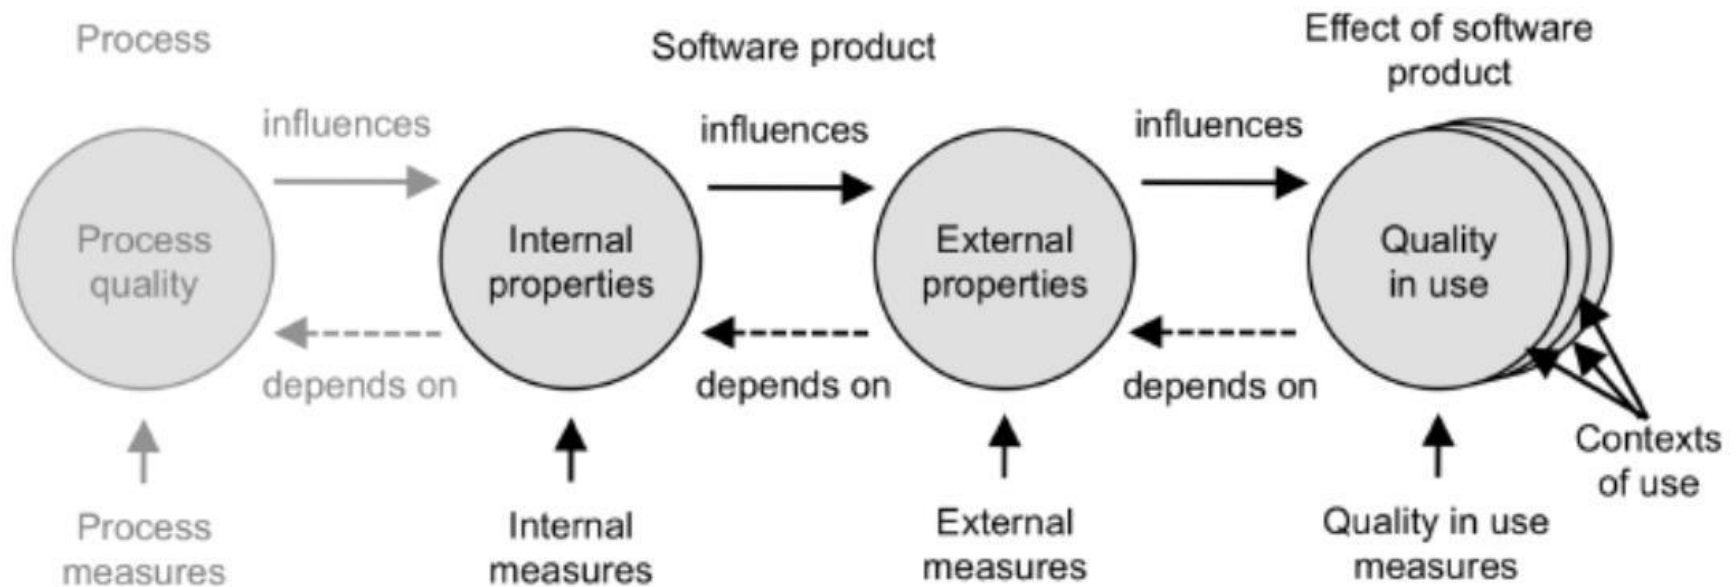 Process
Software product
Effect of software
product
influences
influences
influences
Process
quality
Internal
properties
External
properties
Quality
in use
depends on
depends on
depends on
Contexts
of use
Process
measures
Internal
measures
External
measures
Quality in use
measures